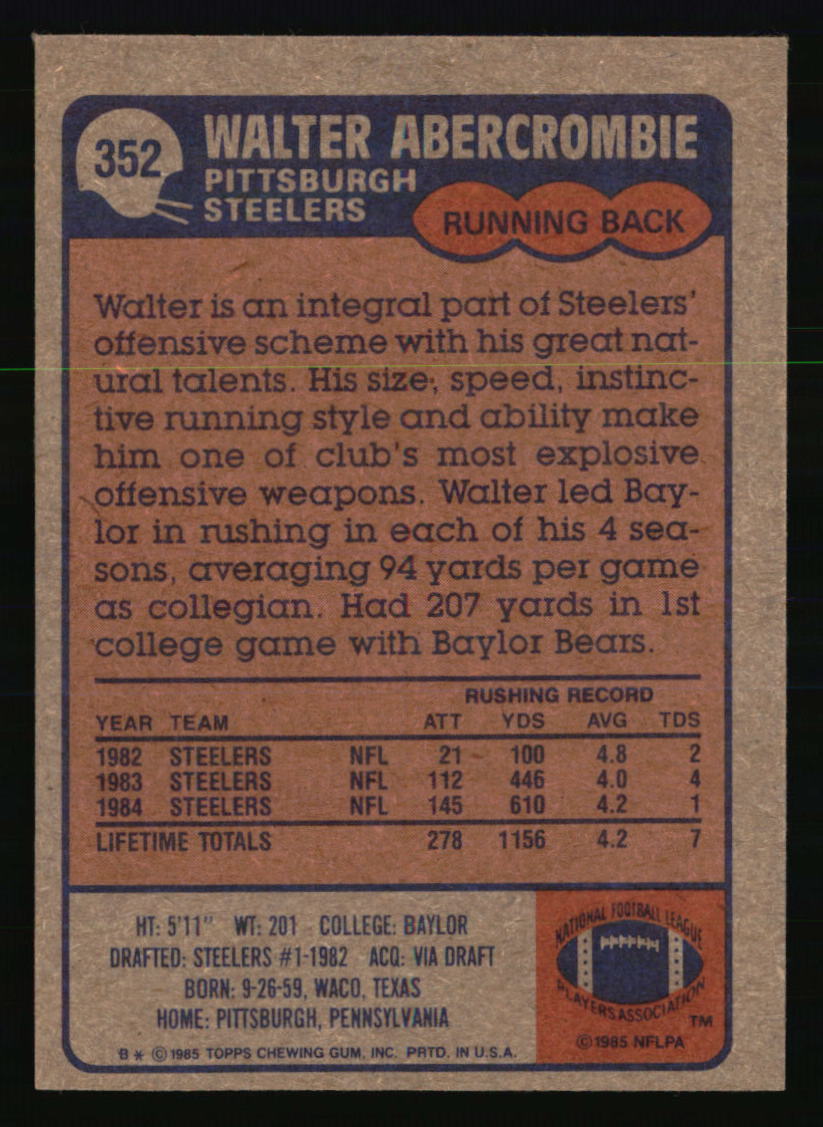 352
WALTER ABERCROMBIE
PITTSBURGH
STEELERS
RUNNING BACK
Walter is an integral part of Steelers'
offensive scheme with his great nat-
ural talents. His size, speed, instinc-
tive running style and ability make
him one of club's most explosive
offensive weapons. Walter led Bay-
lor in rushing in each of his 4 sea-
sons, averaging 94 yards per game
as collegian. Had 207 yards in 1st
college game with Baylor Bears.
RUSHING RECORD
YEAR TEAM ATT YDS AVG TDS
1982 STEELERS NFL 21 100 4.8 2
1983 STEELERS NFL 112 446 4.0 4
1984 STEELERS NFL 145 610 4.2 1
LIFETIME TOTALS 278 1156 4.2 7
HT: 5'11" WT: 201 COLLEGE: BAYLOR
DRAFTED: STEELERS #1-1982 ACQ: VIA DRAFT
BORN: 9-26-59, WACO, TEXAS
HOME: PITTSBURGH, PENNSYLVANIA
B * © 1985 TOPPS CHEWING GUM, INC. PRTD. IN U.S.A.
NATIONAL FOOTBALL LEAGUE
PLAYERS ASSOCIATION
TM
© 1985 NFLPA